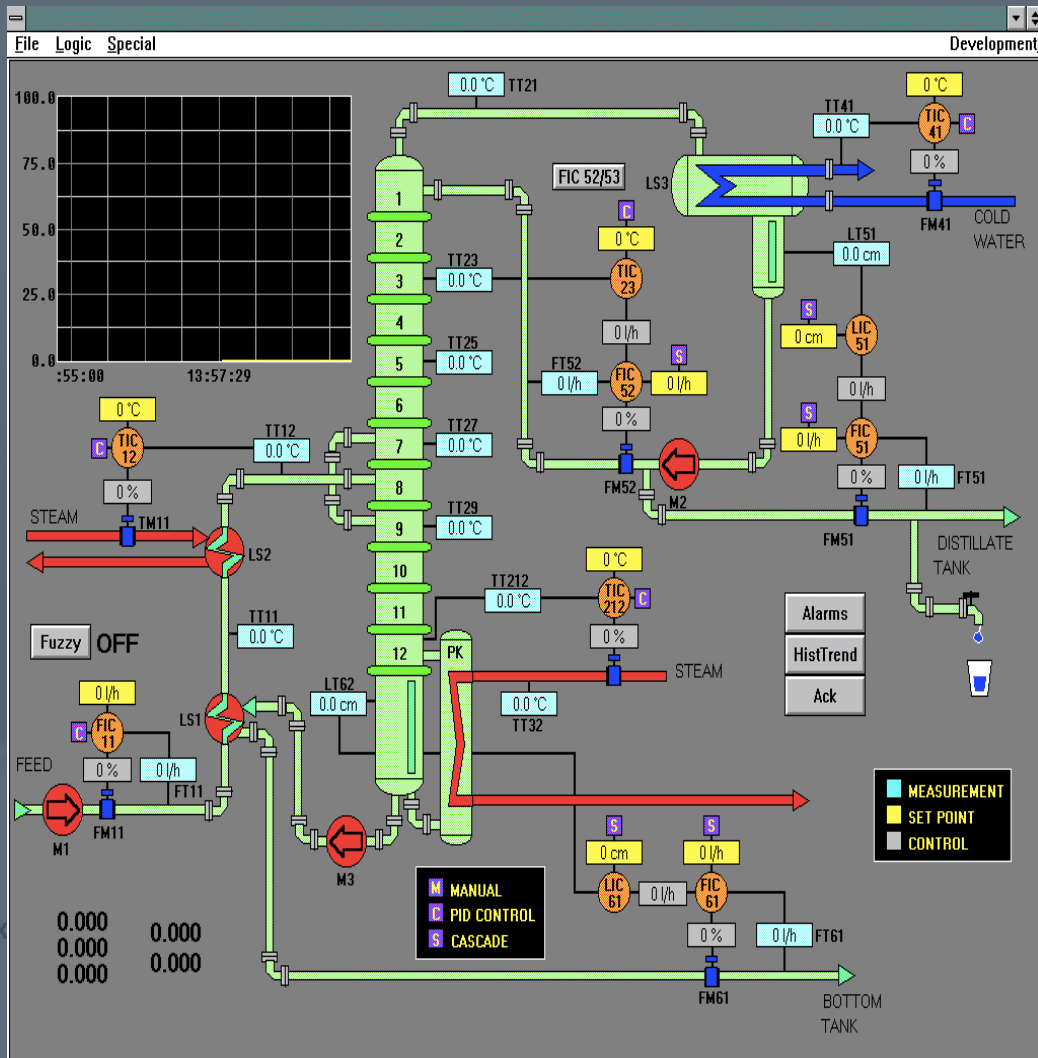 File Logic Special Development
0.0 °C TT21
0 °C
100.0
TT41
TIC 41
C
0.0 °C
75.0
FIC 52/53
0 %
LS3
C
1
FM41
COLD WATER
50.0
2
0 °C
LT51
TT23
0.0 cm
3
0.0 °C
TIC 23
25.0
S
4
0 cm
LIC 51
0 l/h
TT25
S
0.0
5
0.0 °C
FT52
:55:00
13:57:29
0 l/h
FIC 52
0 l/h
0 l/h
0 °C
6
S
0 %
0 l/h
FIC 51
TT12
TT27
C
TIC 12
0.0 °C
7
0.0 °C
0 %
0 l/h
FT51
0 %
8
FM52
M2
STEAM
TM11
TT29
9
0.0 °C
FM51
DISTILLATE TANK
LS2
0 °C
10
TT212
0.0 °C
TIC 212
C
Alarms
TT11
11
0 %
Fuzzy OFF
0.0 °C
HistTrend
12
PK
STEAM
LT62
Ack
0 l/h
0.0 cm
0.0 °C
TT32
LS1
C
FIC 11
FEED
0 %
0 l/h
FT11
MEASUREMENT
FM11
SET POINT
M1
S
S
CONTROL
0 cm
0 l/h
M3
M MANUAL
LIC 61
0 l/h
FIC 61
C PID CONTROL
0.000
0.000
S CASCADE
0 %
0 l/h
FT61
0.000
0.000
0.000
FM61
BOTTOM TANK